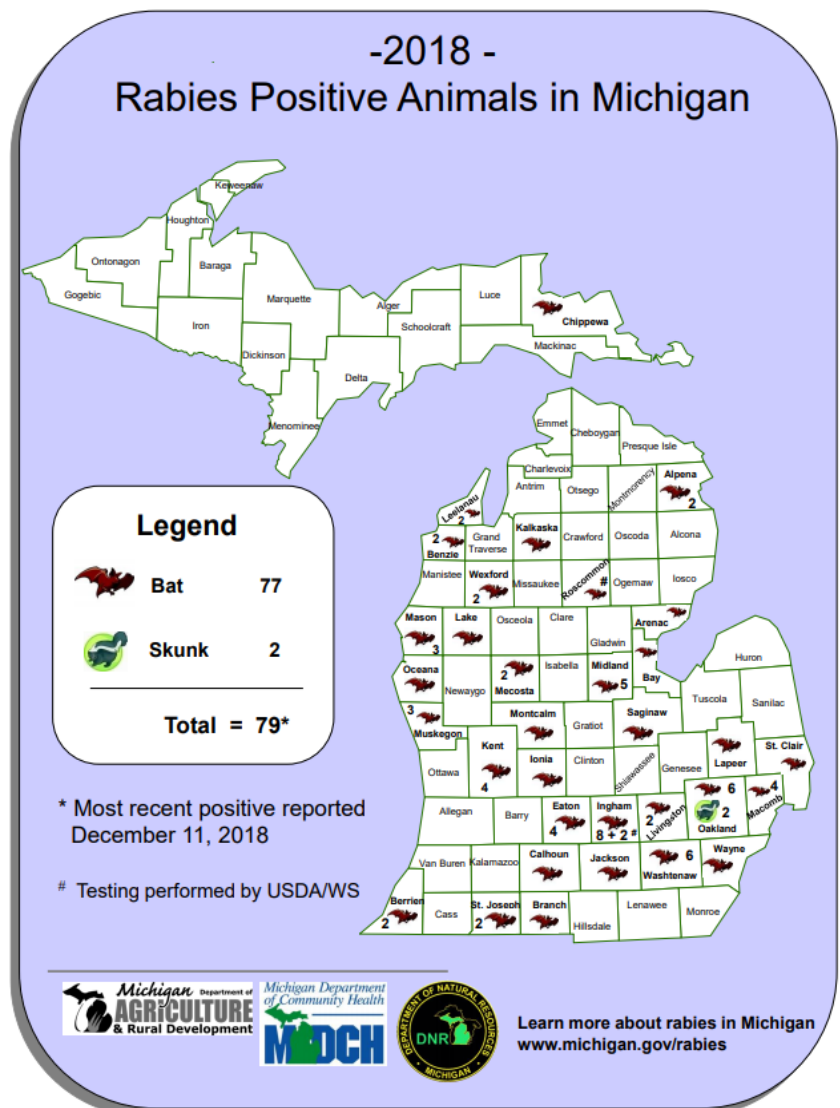 -2018 -
Rabies Positive Animals in Michigan
Keweenaw
Houghton
Ontonagon
Baraga
Gogebic
Marquette
Iron
Dickinson
Menominee
Alger
Delta
Schoolcraft
Luce
Chippewa
Mackinac
Emmet
Cheboygan
Presque Isle
Charlevoix
Antrim
Otsego
Montmorency
Alpena
2
Leelanau
2
2
Benzie
Grand
Traverse
Kalkaska
Crawford
Oscoda
Alcona
Manistee
Wexford
2
Missaukee
Roscommon
#
Ogemaw
Iosco
Mason
3
Lake
Osceola
Clare
Gladwin
Arenac
Oceana
Newaygo
2
Mecosta
Isabella
Midland
5
Bay
Huron
3
Muskegon
Montcalm
Gratiot
Saginaw
Tuscola
Sanilac
Ottawa
Kent
4
Ionia
Clinton
Shiawassee
Genesee
Lapeer
St. Clair
Allegan
Barry
Eaton
4
Ingham
8 + 2 #
2
Livingston
6
2
Oakland
4
Macomb
Van Buren
Kalamazoo
Calhoun
Jackson
6
Washtenaw
Wayne
Berrien
2
Cass
St. Joseph
2
Branch
Hillsdale
Lenawee
Monroe
Legend
Bat 77
Skunk 2
Total = 79*
* Most recent positive reported
December 11, 2018
# Testing performed by USDA/WS
Michigan Department of
AGRICULTURE
& Rural Development
Michigan Department
of Community Health
MDCH
DEPARTMENT OF NATURAL RESOURCES
DNR
MICHIGAN
Learn more about rabies in Michigan
www.michigan.gov/rabies